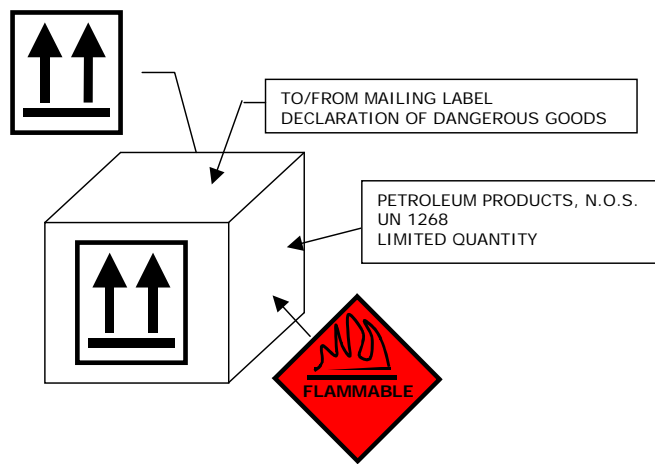 TO/FROM MAILING LABEL
DECLARATION OF DANGEROUS GOODS
PETROLEUM PRODUCTS, N.O.S.
UN 1268
LIMITED QUANTITY
FLAMMABLE